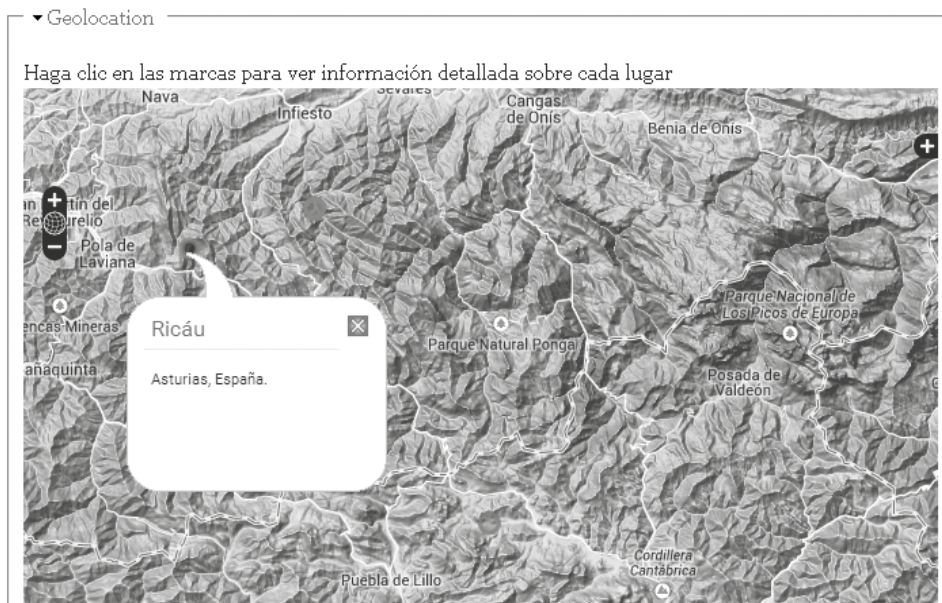 Geolocation
Haga clic en las marcas para ver información detallada sobre cada lugar
Nava
Infiesto
Cangas
de Onís
Benia de Onís
Pola de
Laviana
Ricáu
Asturias, España.
Parque Nacional de
Los Picos de Europa
Parque Natural Ponga
Posada de
Valdeón
Puebla de Lillo
Cordillera
Cantábrica